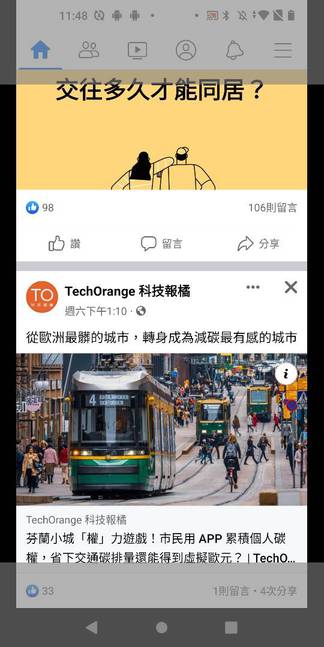 11:48
交往多久才能同居？
98
106則留言
讚
留言
分享
TO
TechOrange 科技報橘
週六下午1:10
從歐洲最髒的城市，轉身成為減碳最有感的城市
i
4
TechOrange 科技報橘
芬蘭小城「權」力遊戲！市民用 APP 累積個人碳
權，省下交通碳排量還能得到虛擬歐元？ | TechO...
33
1則留言・4次分享